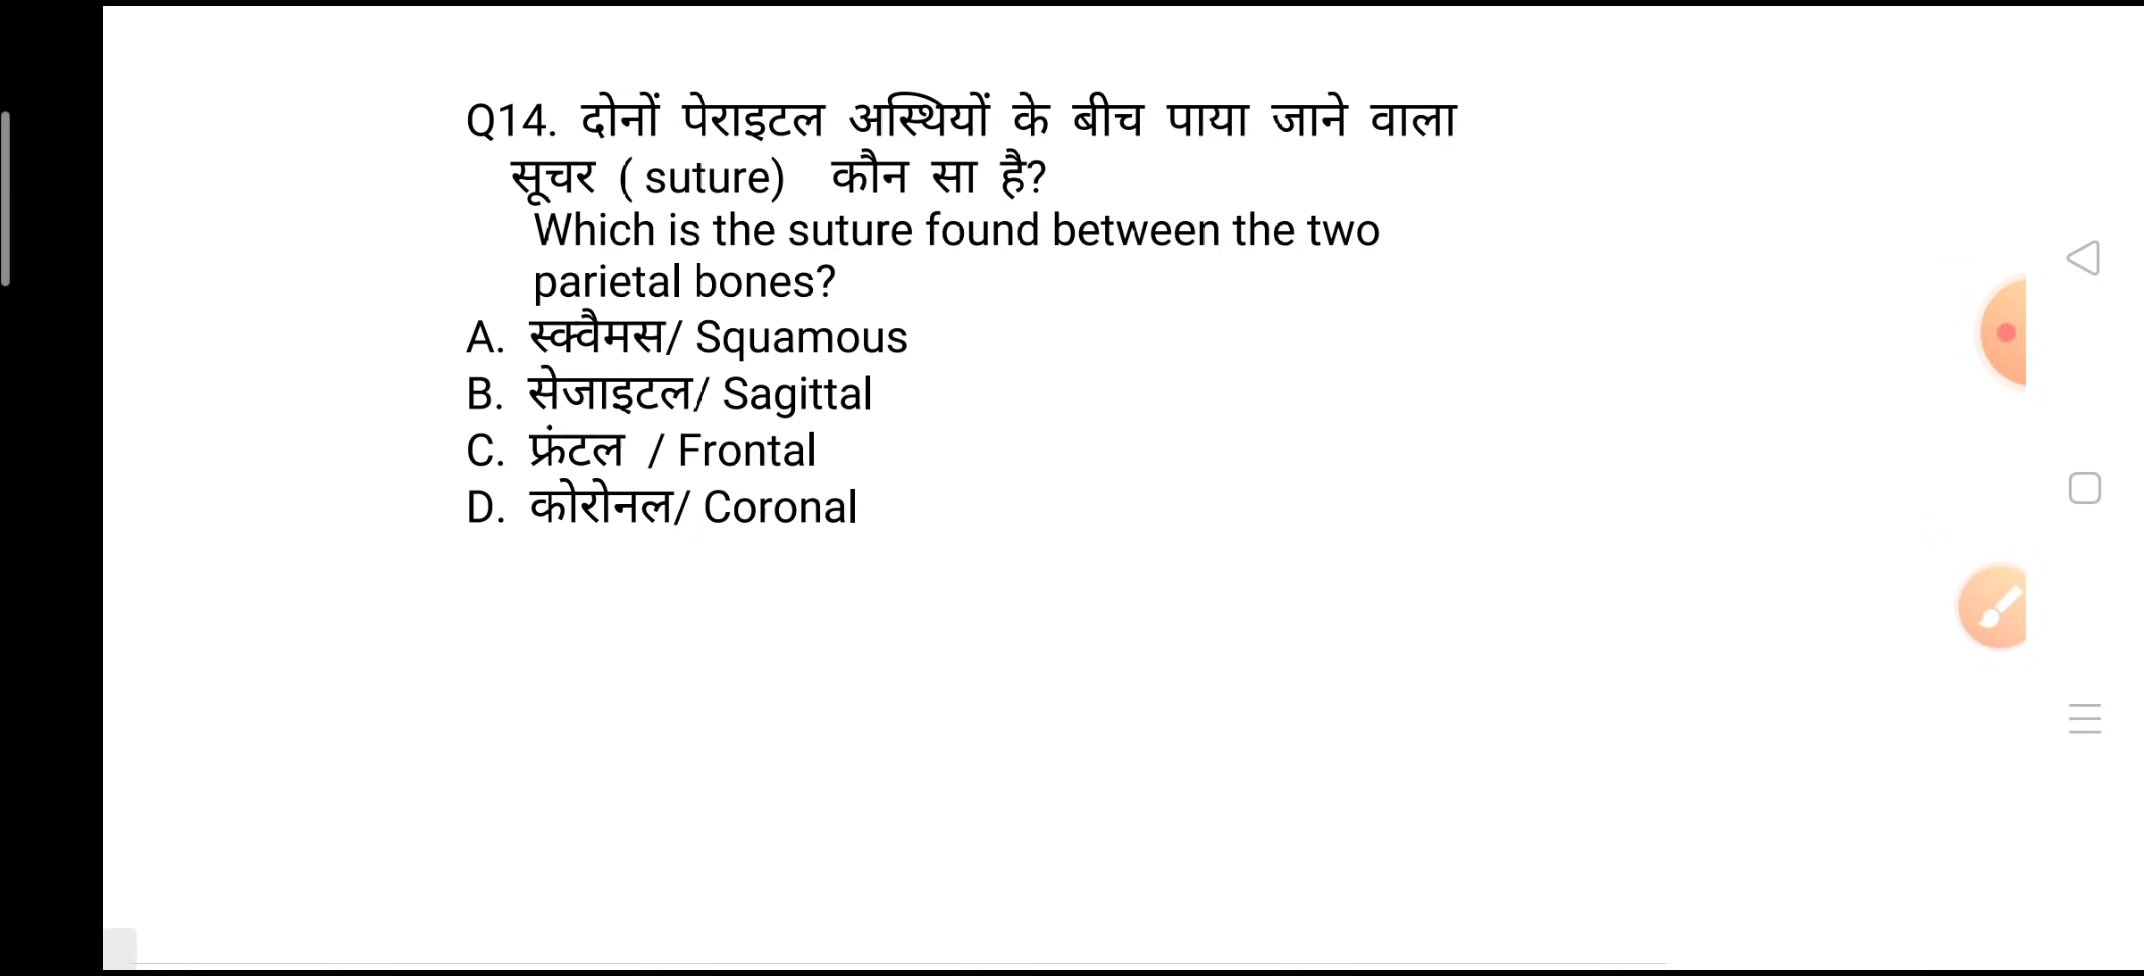 Q14. दोनों पेराइटल अस्थियों के बीच पाया जाने वाला
सूचर ( suture) कौन सा है?
Which is the suture found between the two
parietal bones?
A. स्क्वैमस/ Squamous
B. सेजाइटल/ Sagittal
C. फ्रंटल / Frontal
D. कोरोनल/ Coronal